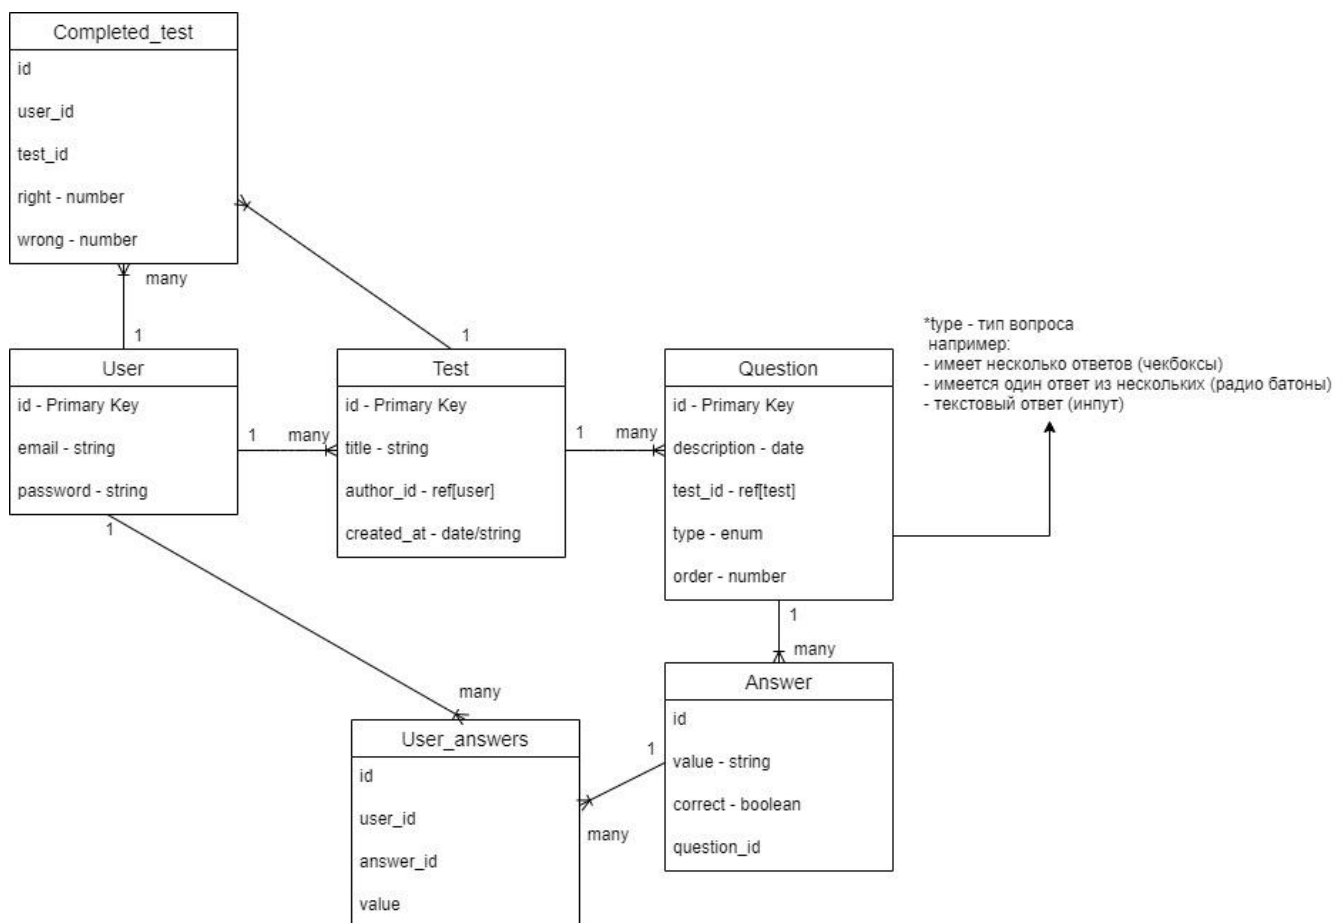 Completed_test
id
user_id
test_id
right - number
wrong - number
many
1
1
User
id - Primary Key
email - string
password - string
1
many
1
Test
id - Primary Key
title - string
author_id - ref[user]
created_at - date/string
1
many
Question
id - Primary Key
description - date
test_id - ref[test]
type - enum
order - number
*type - тип вопроса
например:
- имеет несколько ответов (чекбоксы)
- имеется один ответ из нескольких (радио батоны)
- текстовый ответ (инпут)
1
many
Answer
id
value - string
correct - boolean
question_id
many
User_answers
id
user_id
answer_id
value
1
many